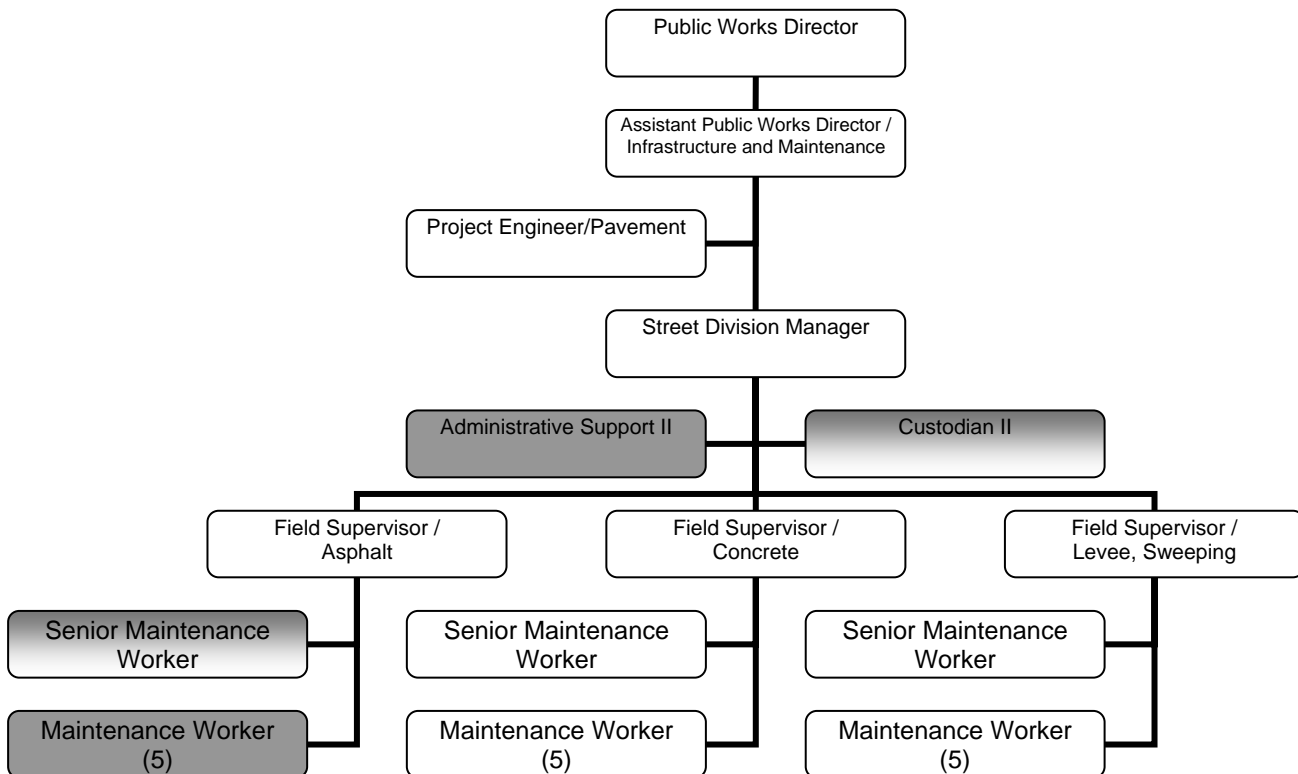 Public Works Director
Assistant Public Works Director /
Infrastructure and Maintenance
Project Engineer/Pavement
Street Division Manager
Administrative Support II
Custodian II
Field Supervisor /
Asphalt
Field Supervisor /
Concrete
Field Supervisor /
Levee, Sweeping
Senior Maintenance
Worker
Senior Maintenance
Worker
Senior Maintenance
Worker
Maintenance Worker
(5)
Maintenance Worker
(5)
Maintenance Worker
(5)